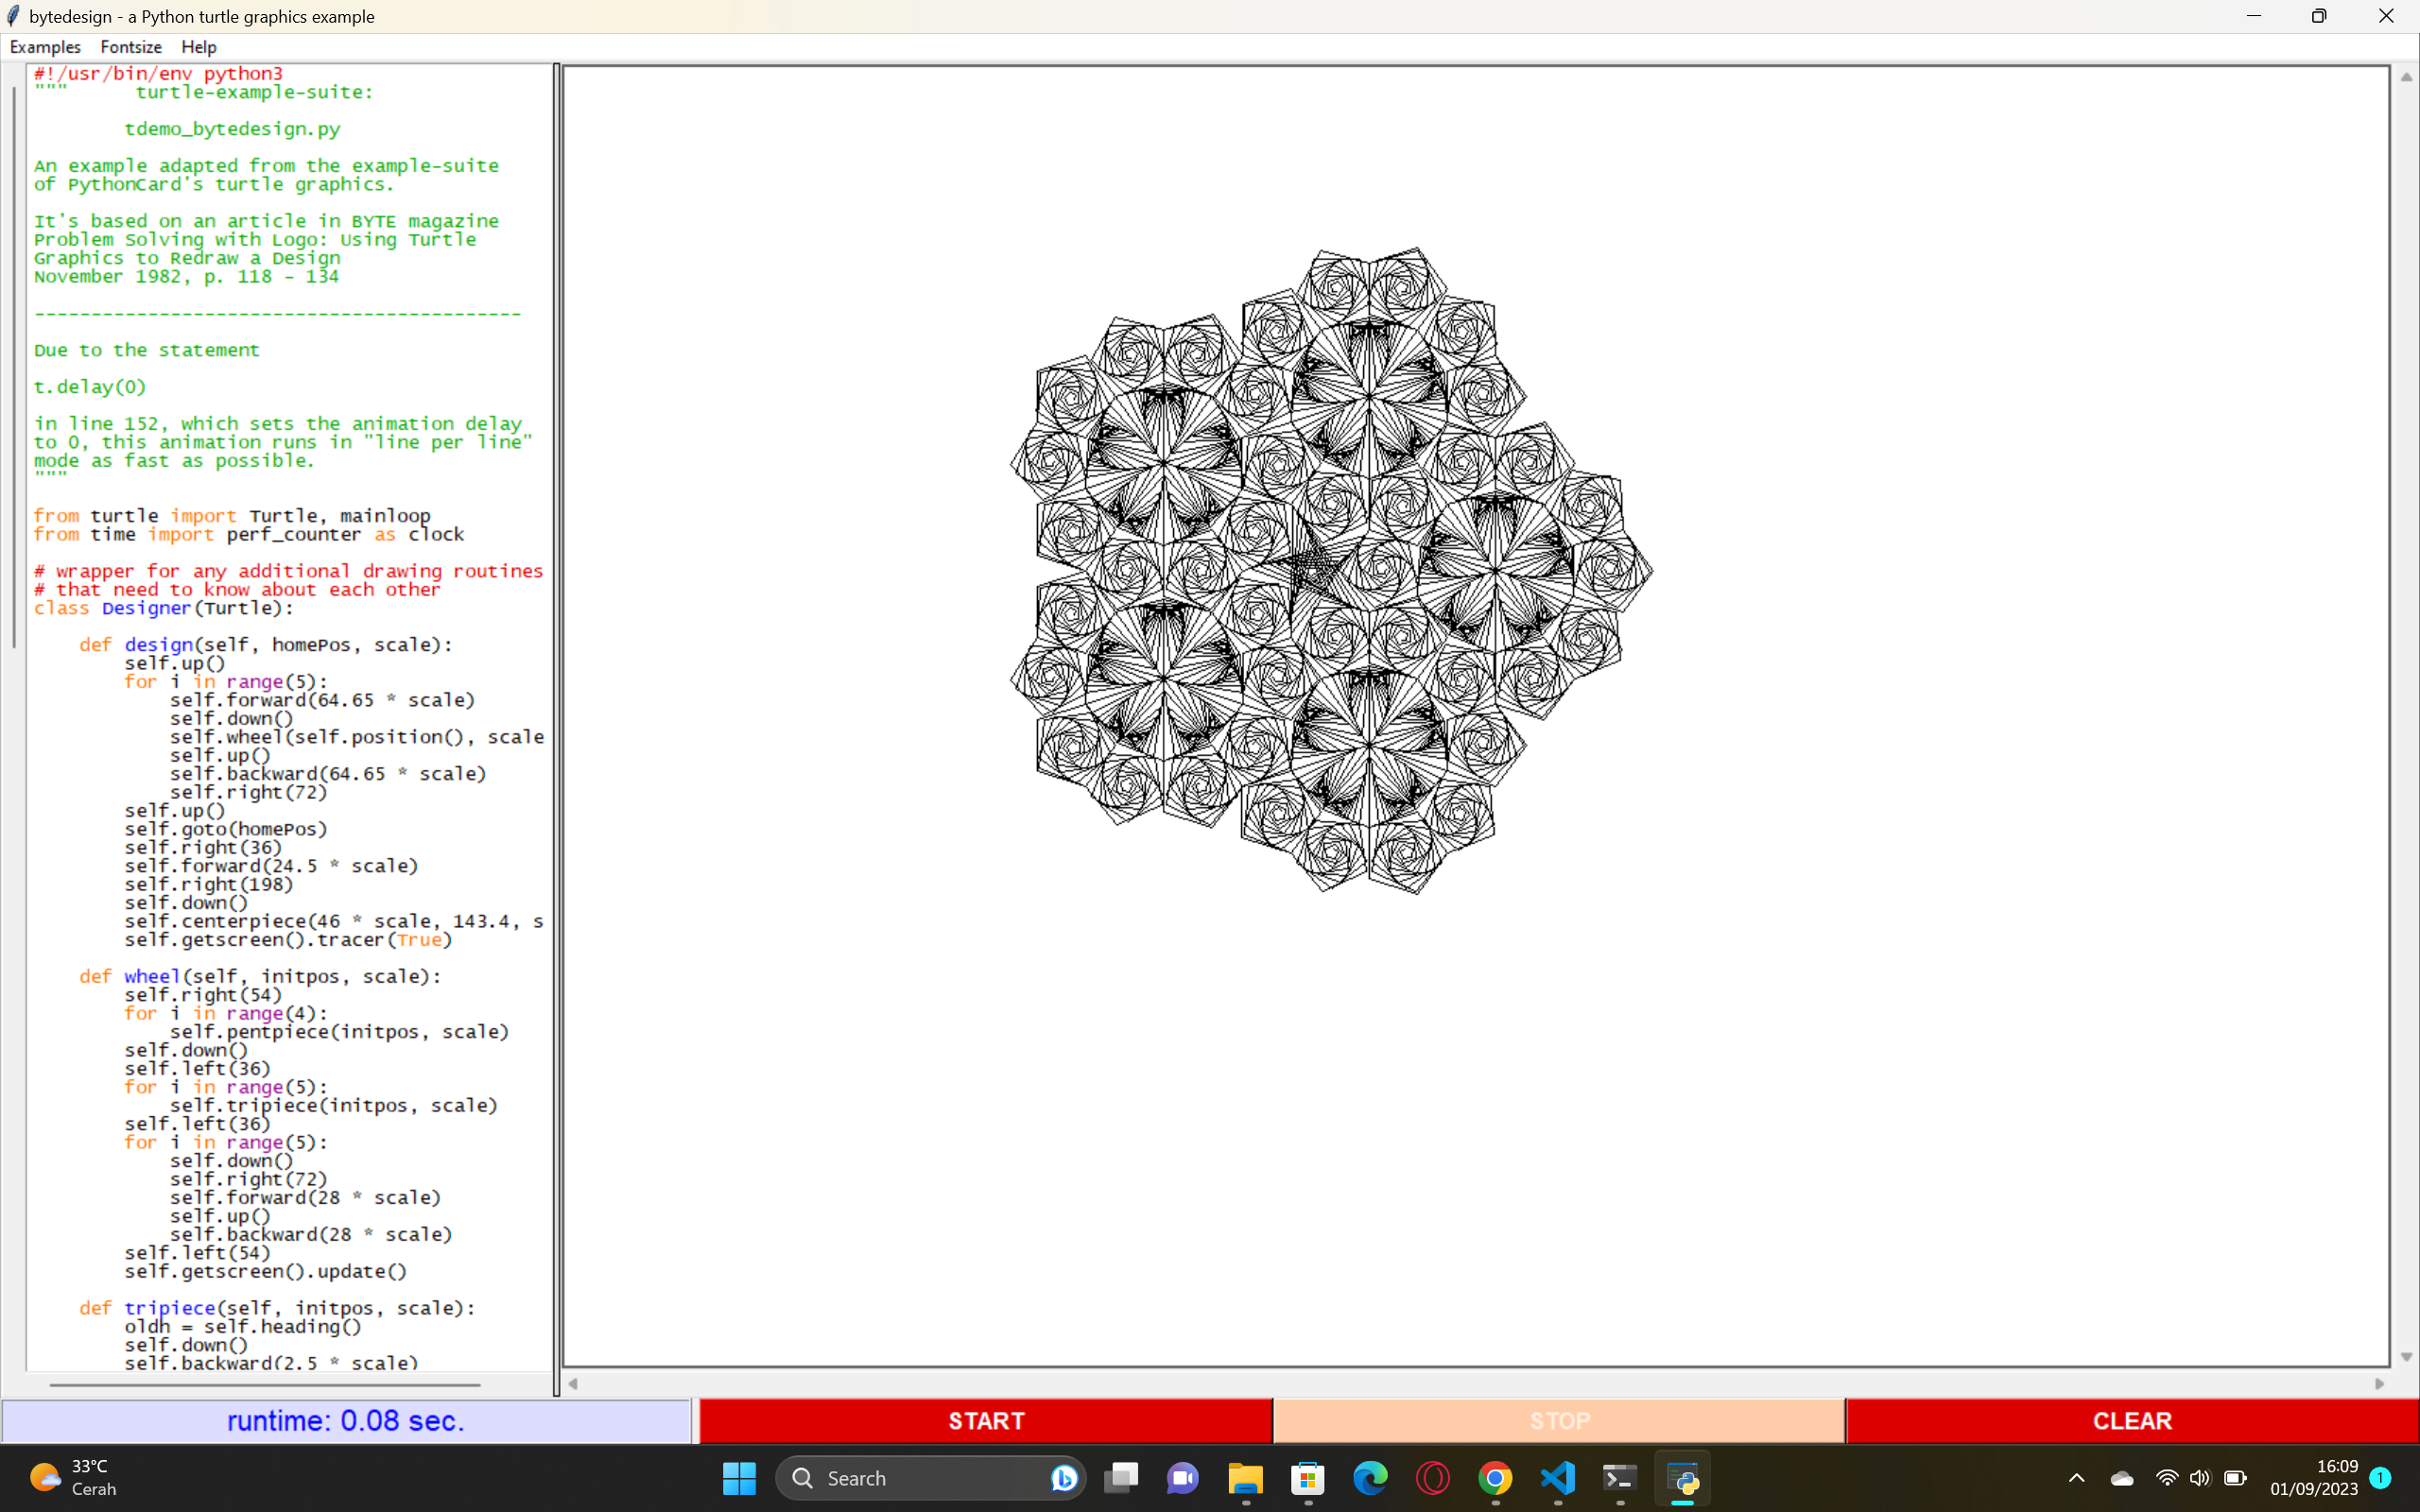 bytedesign - a Python turtle graphics example
Examples Fontsize Help
#!/usr/bin/env python3
"""      turtle-example-suite:
        tdemo_bytedesign.py
An example adapted from the example-suite
of PythonCard's turtle graphics.
It's based on an article in BYTE magazine
Problem Solving with Logo: Using Turtle
Graphics to Redraw a Design
November 1982, p. 118 - 134
-------------------------------------------
Due to the statement
t.delay(0)
in line 152, which sets the animation delay
to 0, this animation runs in "line per line"
mode as fast as possible.
"""
from turtle import Turtle, mainloop
from time import perf_counter as clock
# wrapper for any additional drawing routines
# that need to know about each other
class Designer(Turtle):
    def design(self, homePos, scale):
        self.up()
        for i in range(5):
            self.forward(64.65 * scale)
            self.down()
            self.wheel(self.position(), scale
            self.up()
            self.backward(64.65 * scale)
            self.right(72)
        self.up()
        self.goto(homePos)
        self.right(36)
        self.forward(24.5 * scale)
        self.right(198)
        self.down()
        self.centerpiece(46 * scale, 143.4, s
        self.getscreen().tracer(True)
    def wheel(self, initpos, scale):
        self.right(54)
        for i in range(4):
            self.pentpiece(initpos, scale)
        self.down()
        self.left(36)
        for i in range(5):
            self.tripiece(initpos, scale)
        self.left(36)
        for i in range(5):
            self.down()
            self.right(72)
            self.forward(28 * scale)
            self.up()
            self.backward(28 * scale)
        self.left(54)
        self.getscreen().update()
    def tripiece(self, initpos, scale):
        oldh = self.heading()
        self.down()
        self.backward(2.5 * scale)
runtime: 0.08 sec.
START
STOP
CLEAR
33°C
Cerah
Search
16:09
01/09/2023
1